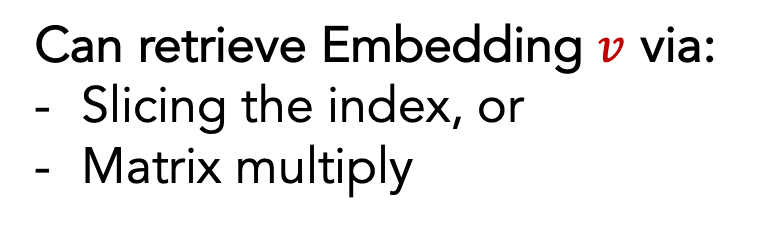 Can retrieve Embedding v via:
- Slicing the index, or
- Matrix multiply